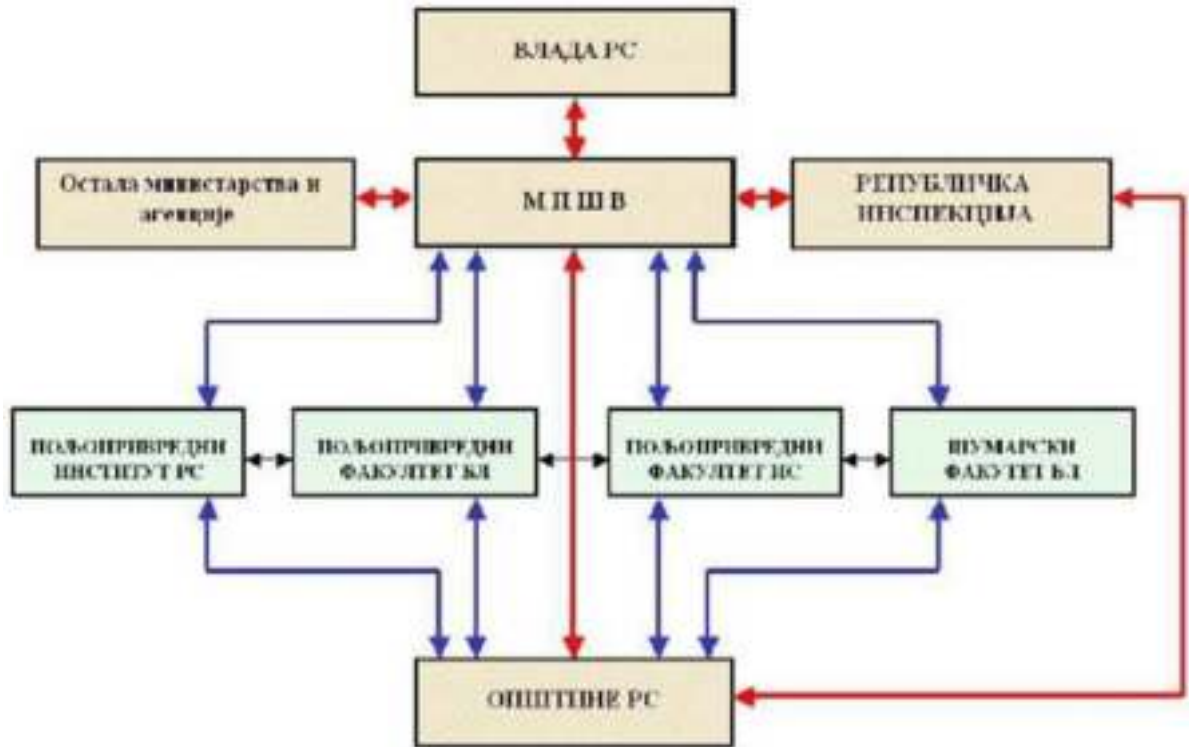 ВЛАДА РС
Остала министарства и
агенције
М П Ш В
РЕПУБЛИЧКА
ИНСПЕКЦИЈА
ПОЉОПРИВРЕДНИ
ИНСТИТУТ РС
ПОЉОПРИВРЕДНИ
ФАКУЛТЕТ БЛ
ПОЉОПРИВРЕДНИ
ФАКУЛТЕТ ИС
ШУМАРСКИ
ФАКУТЕТ БЛ
ОПШТИНЕ РС